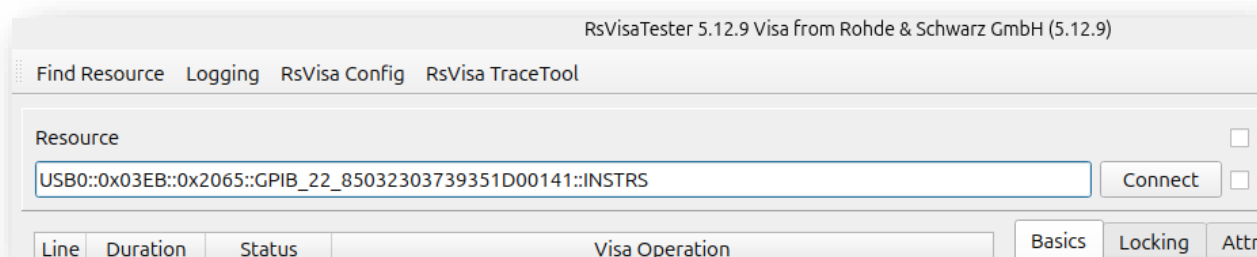 RsVisaTester 5.12.9 Visa from Rohde & Schwarz GmbH (5.12.9)
Find Resource Logging RsVisa Config RsVisa TraceTool
Resource
USB0::0x03EB::0x2065::GPIB_22_85032303739351D00141::INSTRS Connect
Line Duration Status Visa Operation Basics Locking